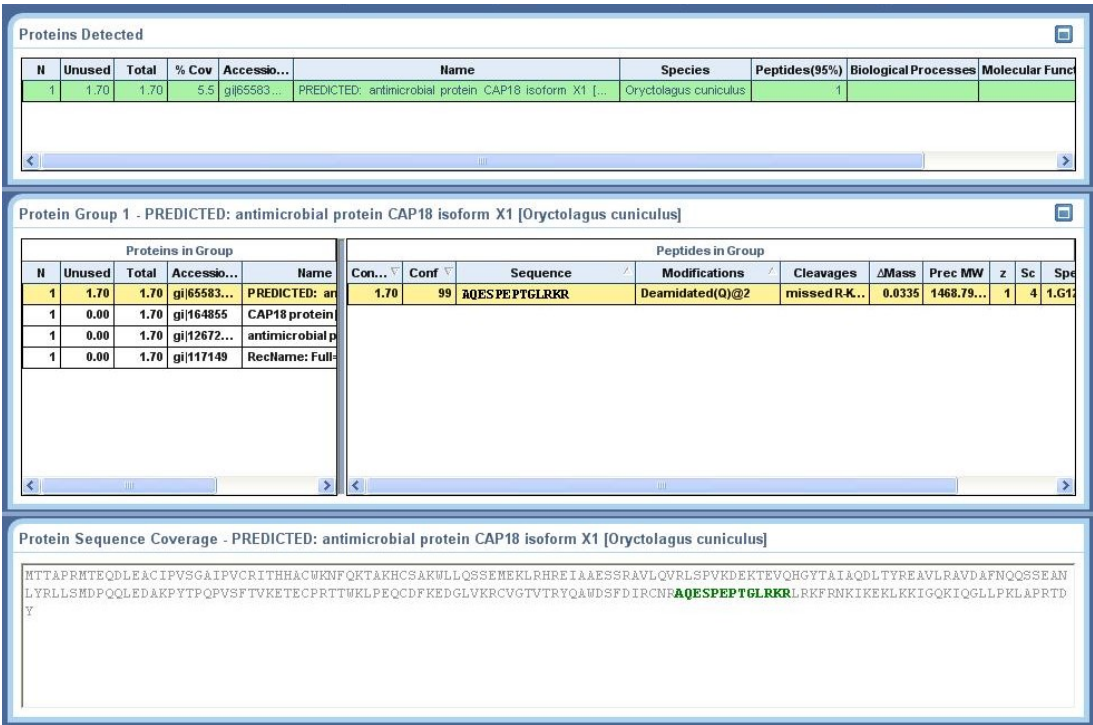 Proteins Detected
N Unused Total % Cov Accessio... Name Species Peptides(95%) Biological Processes Molecular Funct
1 1.70 1.70 5.5 gi|65583... PREDICTED: antimicrobial protein CAP18 isoform X1 [... Oryctolagus cuniculus 1
Protein Group 1 - PREDICTED: antimicrobial protein CAP18 isoform X1 [Oryctolagus cuniculus]
Proteins in Group Peptides in Group
N Unused Total Accessio... Name Con... Conf Sequence Modifications Cleavages ΔMass Prec MW z Sc Spe
1 1.70 1.70 gi|65583... PREDICTED: an 1.70 99 AQESPEPTGLRKR Deamidated(Q)@2 missed R-K... 0.0335 1468.79... 1 4 1.G12
1 0.00 1.70 gi|164855 CAP18 protein
1 0.00 1.70 gi|12672... antimicrobial p
1 0.00 1.70 gi|117149 RecName: Full=
Protein Sequence Coverage - PREDICTED: antimicrobial protein CAP18 isoform X1 [Oryctolagus cuniculus]
MTTAPRMTEQDLEACIPVSGAIPVCRITHHACWKNFQKTAKHCSAKWLLQSSEMEKLRHREIAAESSRAVLQVRLSPVKDEKTEVQHGYTAIAQDLTYREAVLRAVDAFNQQSSEAN
LYRLLSMDPQQLEDAKPYTPQPVSFTVKETECPRTTWKLPEQCDFKEDGLVKRCVGTVTRYQAWDSFDIRCNRAQESPEPTGLRKRLRKFRNKIKEKLKKIGQKIQGLLPKLAPRTD
Y